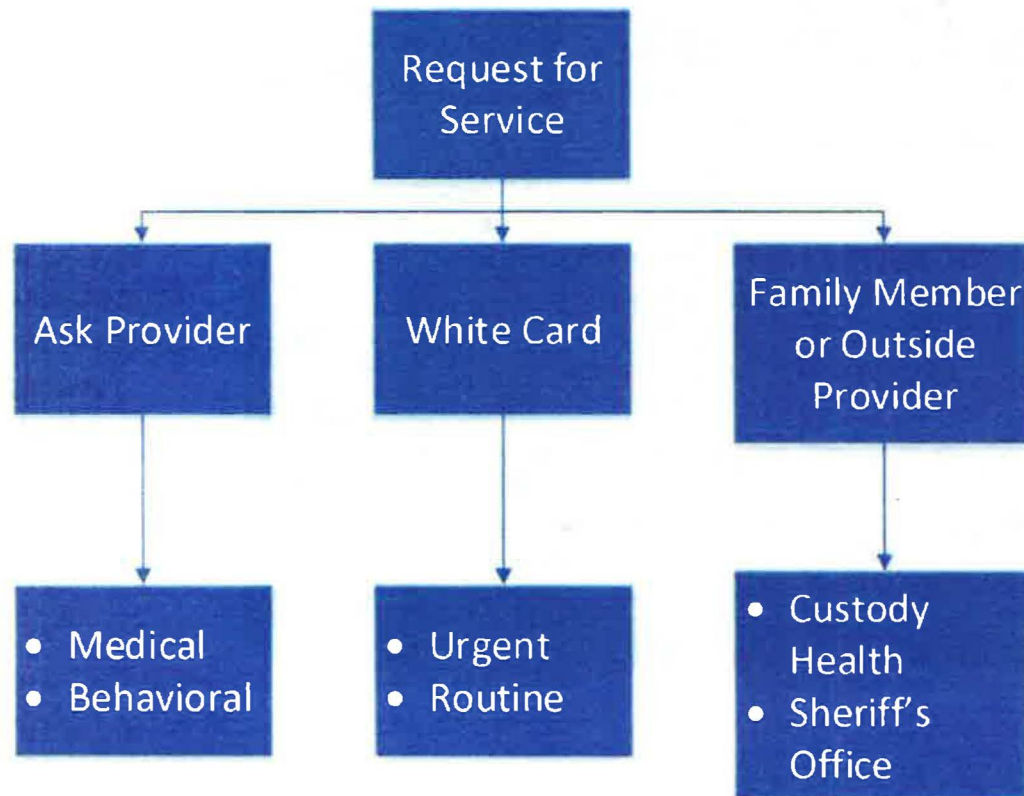 Request for
Service
Ask Provider
White Card
Family Member
or Outside
Provider
• Medical
• Behavioral
• Urgent
• Routine
• Custody
Health
• Sheriff's
Office